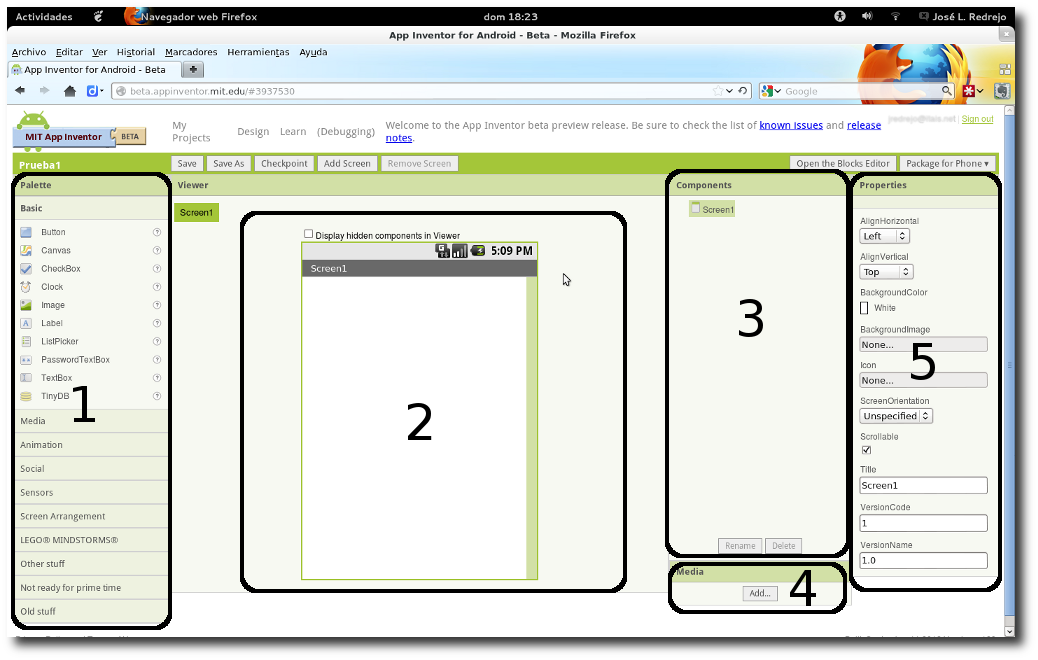 Actividades Navegador web Firefox dom 18:23 José L. Redrejo
App Inventor for Android - Beta - Mozilla Firefox
Archivo Editar Ver Historial Marcadores Herramientas Ayuda
App Inventor for Android - Beta
beta.appinventor.mit.edu/#3937530 Google
MIT App Inventor BETA
My Projects Design Learn (Debugging)
Welcome to the App Inventor beta preview release. Be sure to check the list of known issues and release notes.
Sign out
Prueba1 Save Save As Checkpoint Add Screen Remove Screen Open the Blocks Editor Package for Phone
Palette
Basic
Button
Canvas
CheckBox
Clock
Image
Label
ListPicker
PasswordTextBox
TextBox
TinyDB
1
Media
Animation
Social
Sensors
Screen Arrangement
LEGO® MINDSTORMS®
Other stuff
Not ready for prime time
Old stuff
Viewer
Screen1
Display hidden components in Viewer
5:09 PM
Screen1
2
Components
Screen1
3
Rename Delete
Media
Add...
4
Properties
AlignHorizontal
Left
AlignVertical
Top
BackgroundColor
White
BackgroundImage
None...
5
Icon
None...
ScreenOrientation
Unspecified
Scrollable
Title
Screen1
VersionCode
1
VersionName
1.0